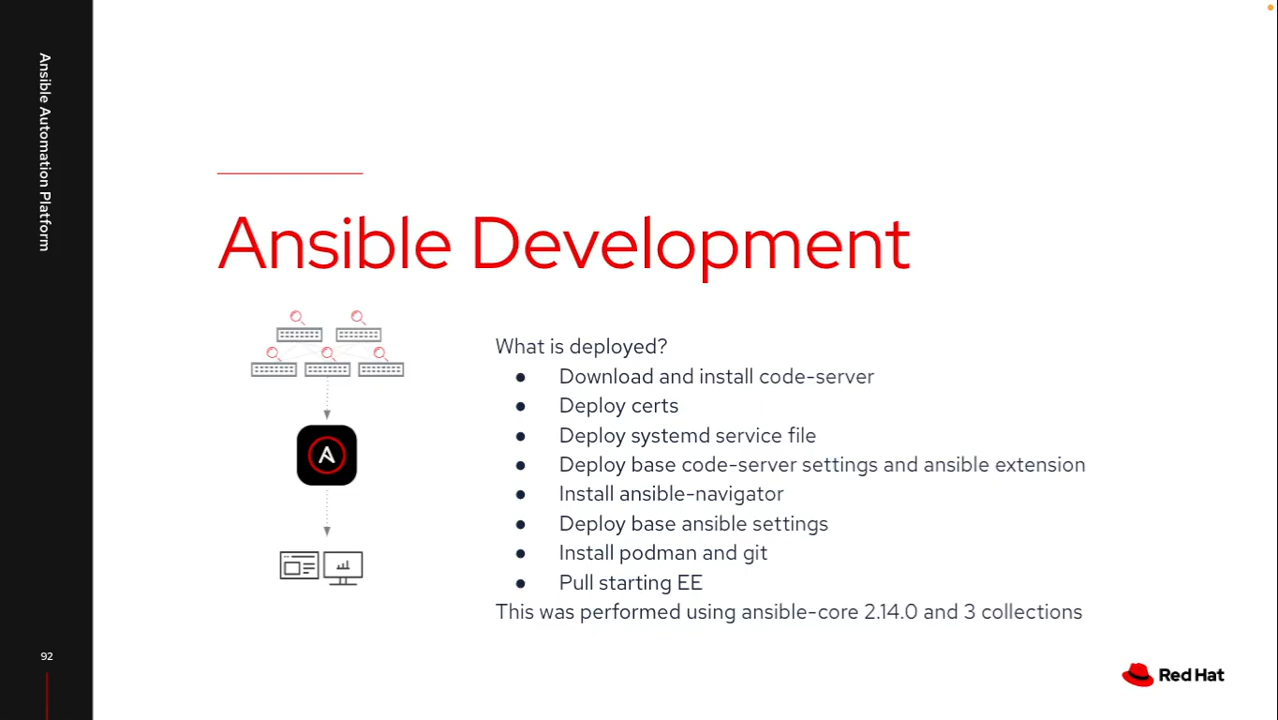 Ansible Automation Platform
Ansible Development
What is deployed?
● Download and install code-server
● Deploy certs
● Deploy systemd service file
● Deploy base code-server settings and ansible extension
● Install ansible-navigator
● Deploy base ansible settings
● Install podman and git
● Pull starting EE
This was performed using ansible-core 2.14.0 and 3 collections
92
Red Hat